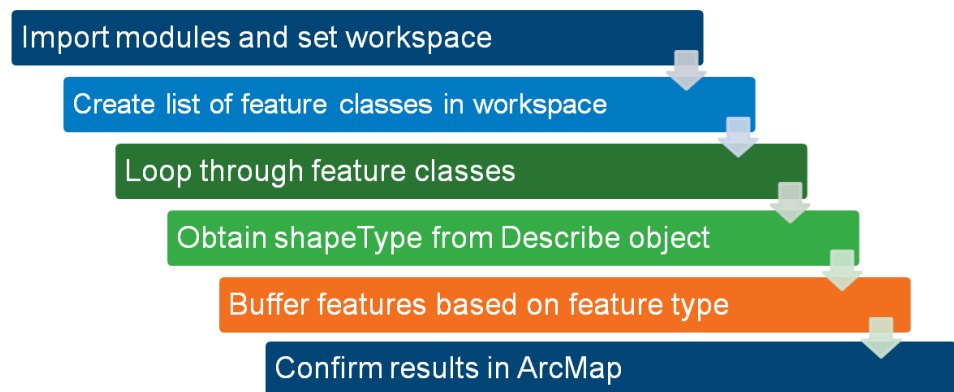 Import modules and set workspace
Create list of feature classes in workspace
Loop through feature classes
Obtain shapeType from Describe object
Buffer features based on feature type
Confirm results in ArcMap